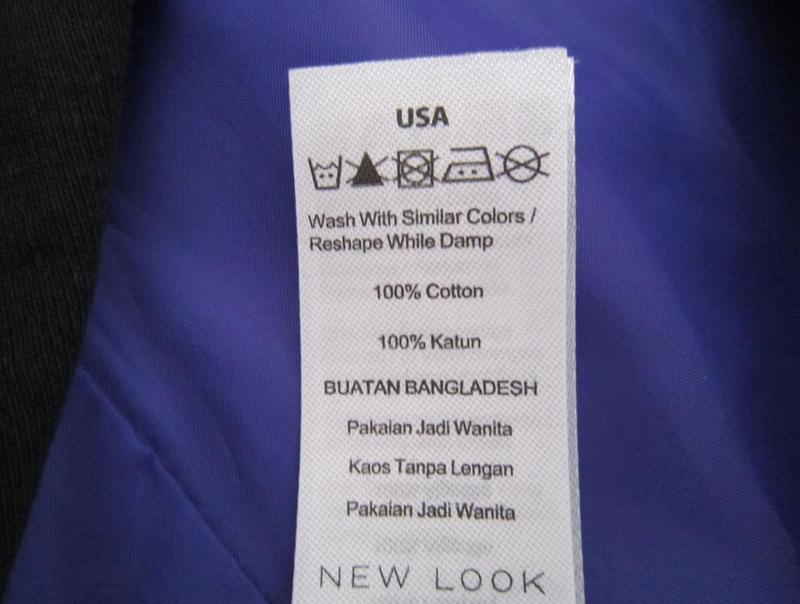 USA
Wash With Similar Colors /
Reshape While Damp
100% Cotton
100% Katun
BUATAN BANGLADESH
Pakaian Jadi Wanita
Kaos Tanpa Lengan
Pakaian Jadi Wanita
NEW LOOK